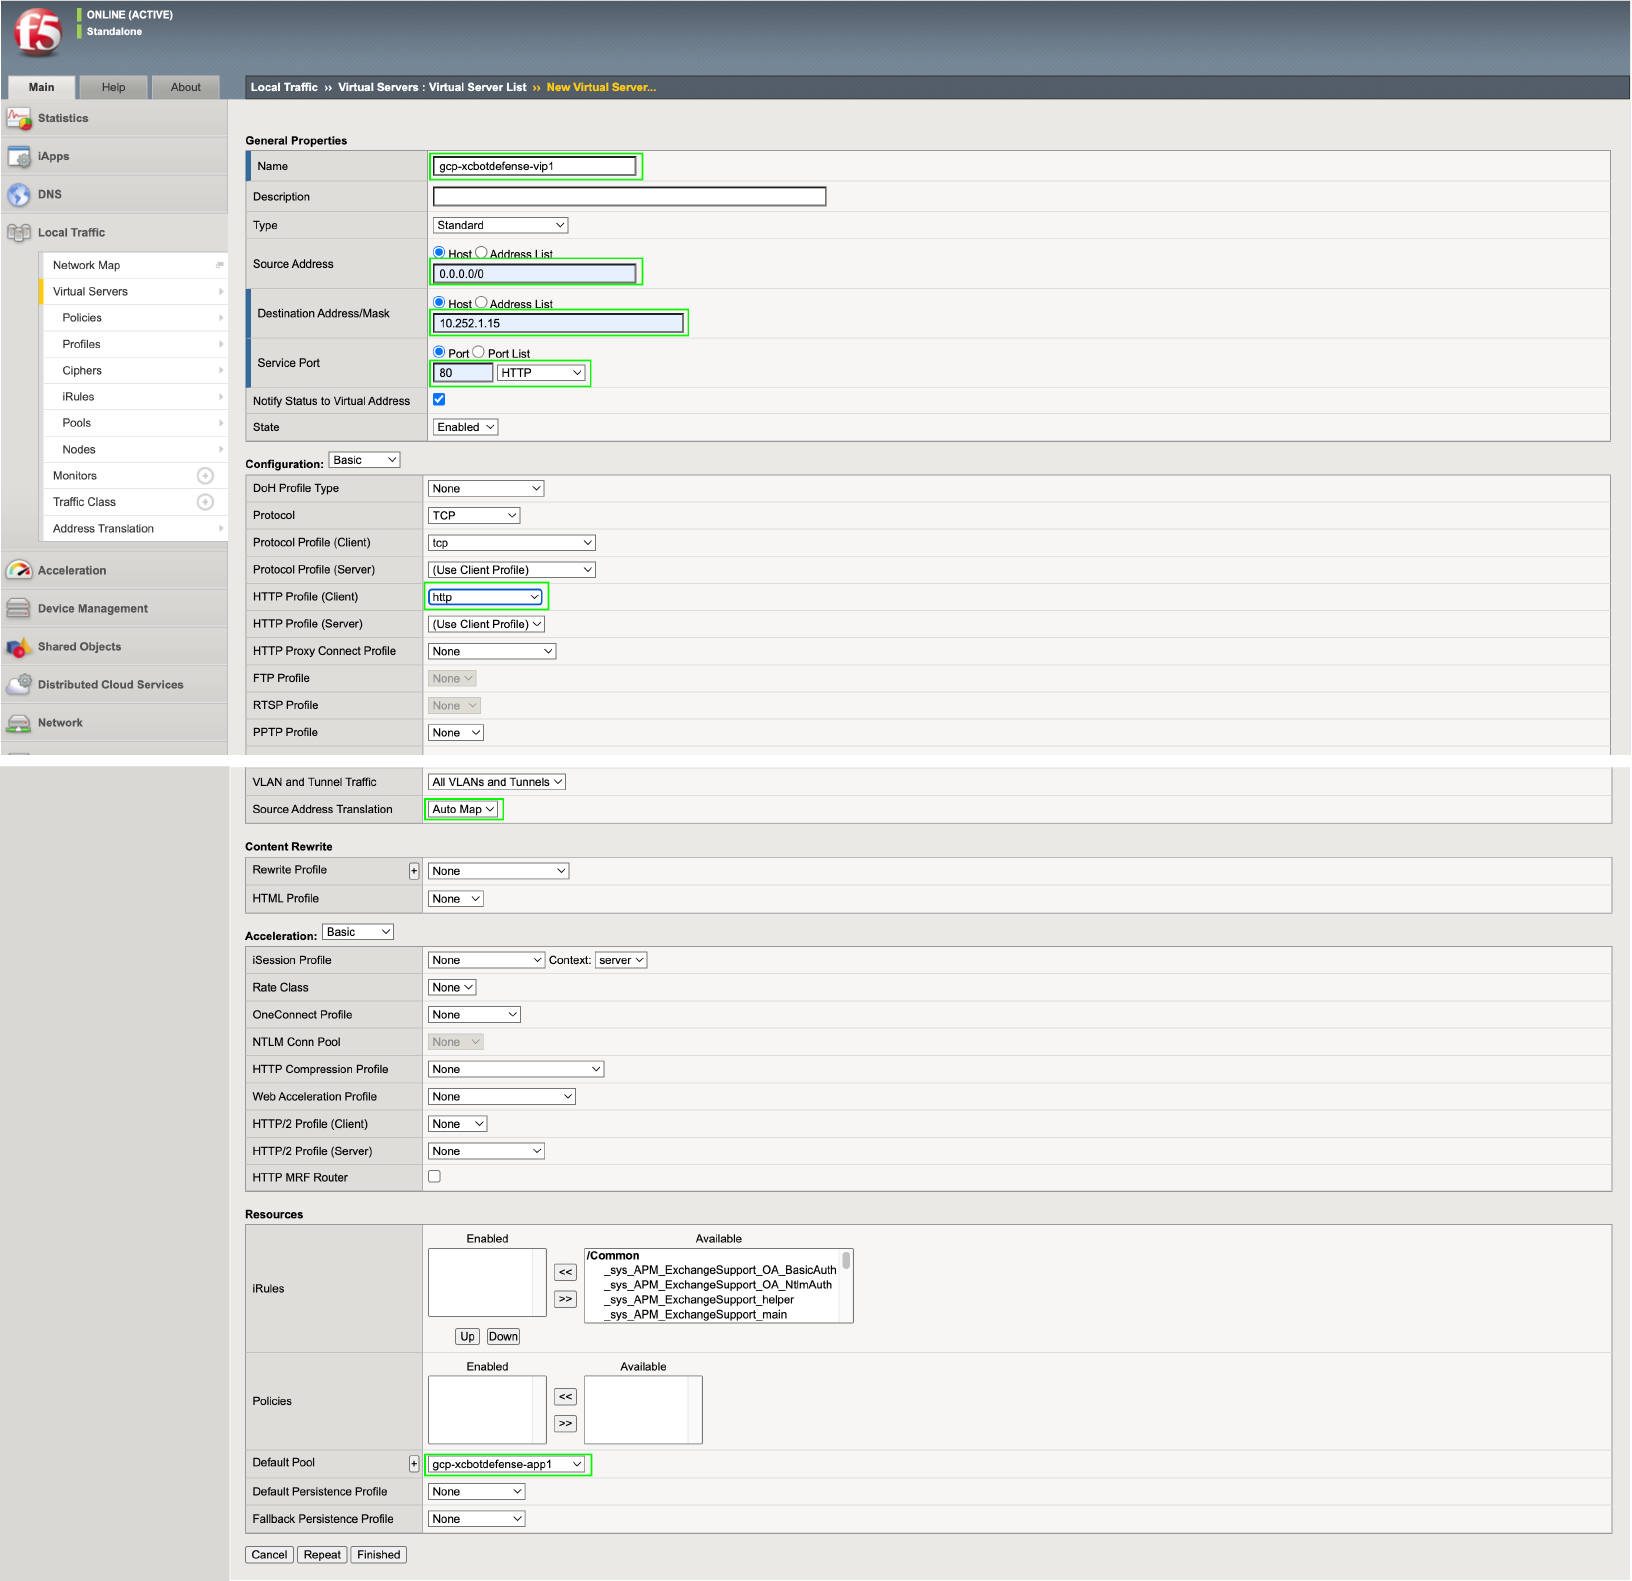 f5
ONLINE (ACTIVE)
Standalone
Main Help About
Local Traffic ›› Virtual Servers : Virtual Server List ›› New Virtual Server...
Statistics
iApps
DNS
Local Traffic
Network Map
Virtual Servers
Policies
Profiles
Ciphers
iRules
Pools
Nodes
Monitors
Traffic Class
Address Translation
Acceleration
Device Management
Shared Objects
Distributed Cloud Services
Network
General Properties
Name gcp-xcbotdefense-vip1
Description
Type Standard
Source Address Host Address List
0.0.0.0/0
Destination Address/Mask Host Address List
10.252.1.15
Service Port Port Port List
80 HTTP
Notify Status to Virtual Address
State Enabled
Configuration: Basic
DoH Profile Type None
Protocol TCP
Protocol Profile (Client) tcp
Protocol Profile (Server) (Use Client Profile)
HTTP Profile (Client) http
HTTP Profile (Server) (Use Client Profile)
HTTP Proxy Connect Profile None
FTP Profile None
RTSP Profile None
PPTP Profile None
VLAN and Tunnel Traffic All VLANs and Tunnels
Source Address Translation Auto Map
Content Rewrite
Rewrite Profile + None
HTML Profile None
Acceleration: Basic
iSession Profile None Context: server
Rate Class None
OneConnect Profile None
NTLM Conn Pool None
HTTP Compression Profile None
Web Acceleration Profile None
HTTP/2 Profile (Client) None
HTTP/2 Profile (Server) None
HTTP MRF Router
Resources
iRules
Enabled Available
/Common
_sys_APM_ExchangeSupport_OA_BasicAuth
_sys_APM_ExchangeSupport_OA_NtlmAuth
_sys_APM_ExchangeSupport_helper
_sys_APM_ExchangeSupport_main
<<
>>
Up Down
Policies
Enabled Available
<<
>>
Default Pool + gcp-xcbotdefense-app1
Default Persistence Profile None
Fallback Persistence Profile None
Cancel Repeat Finished